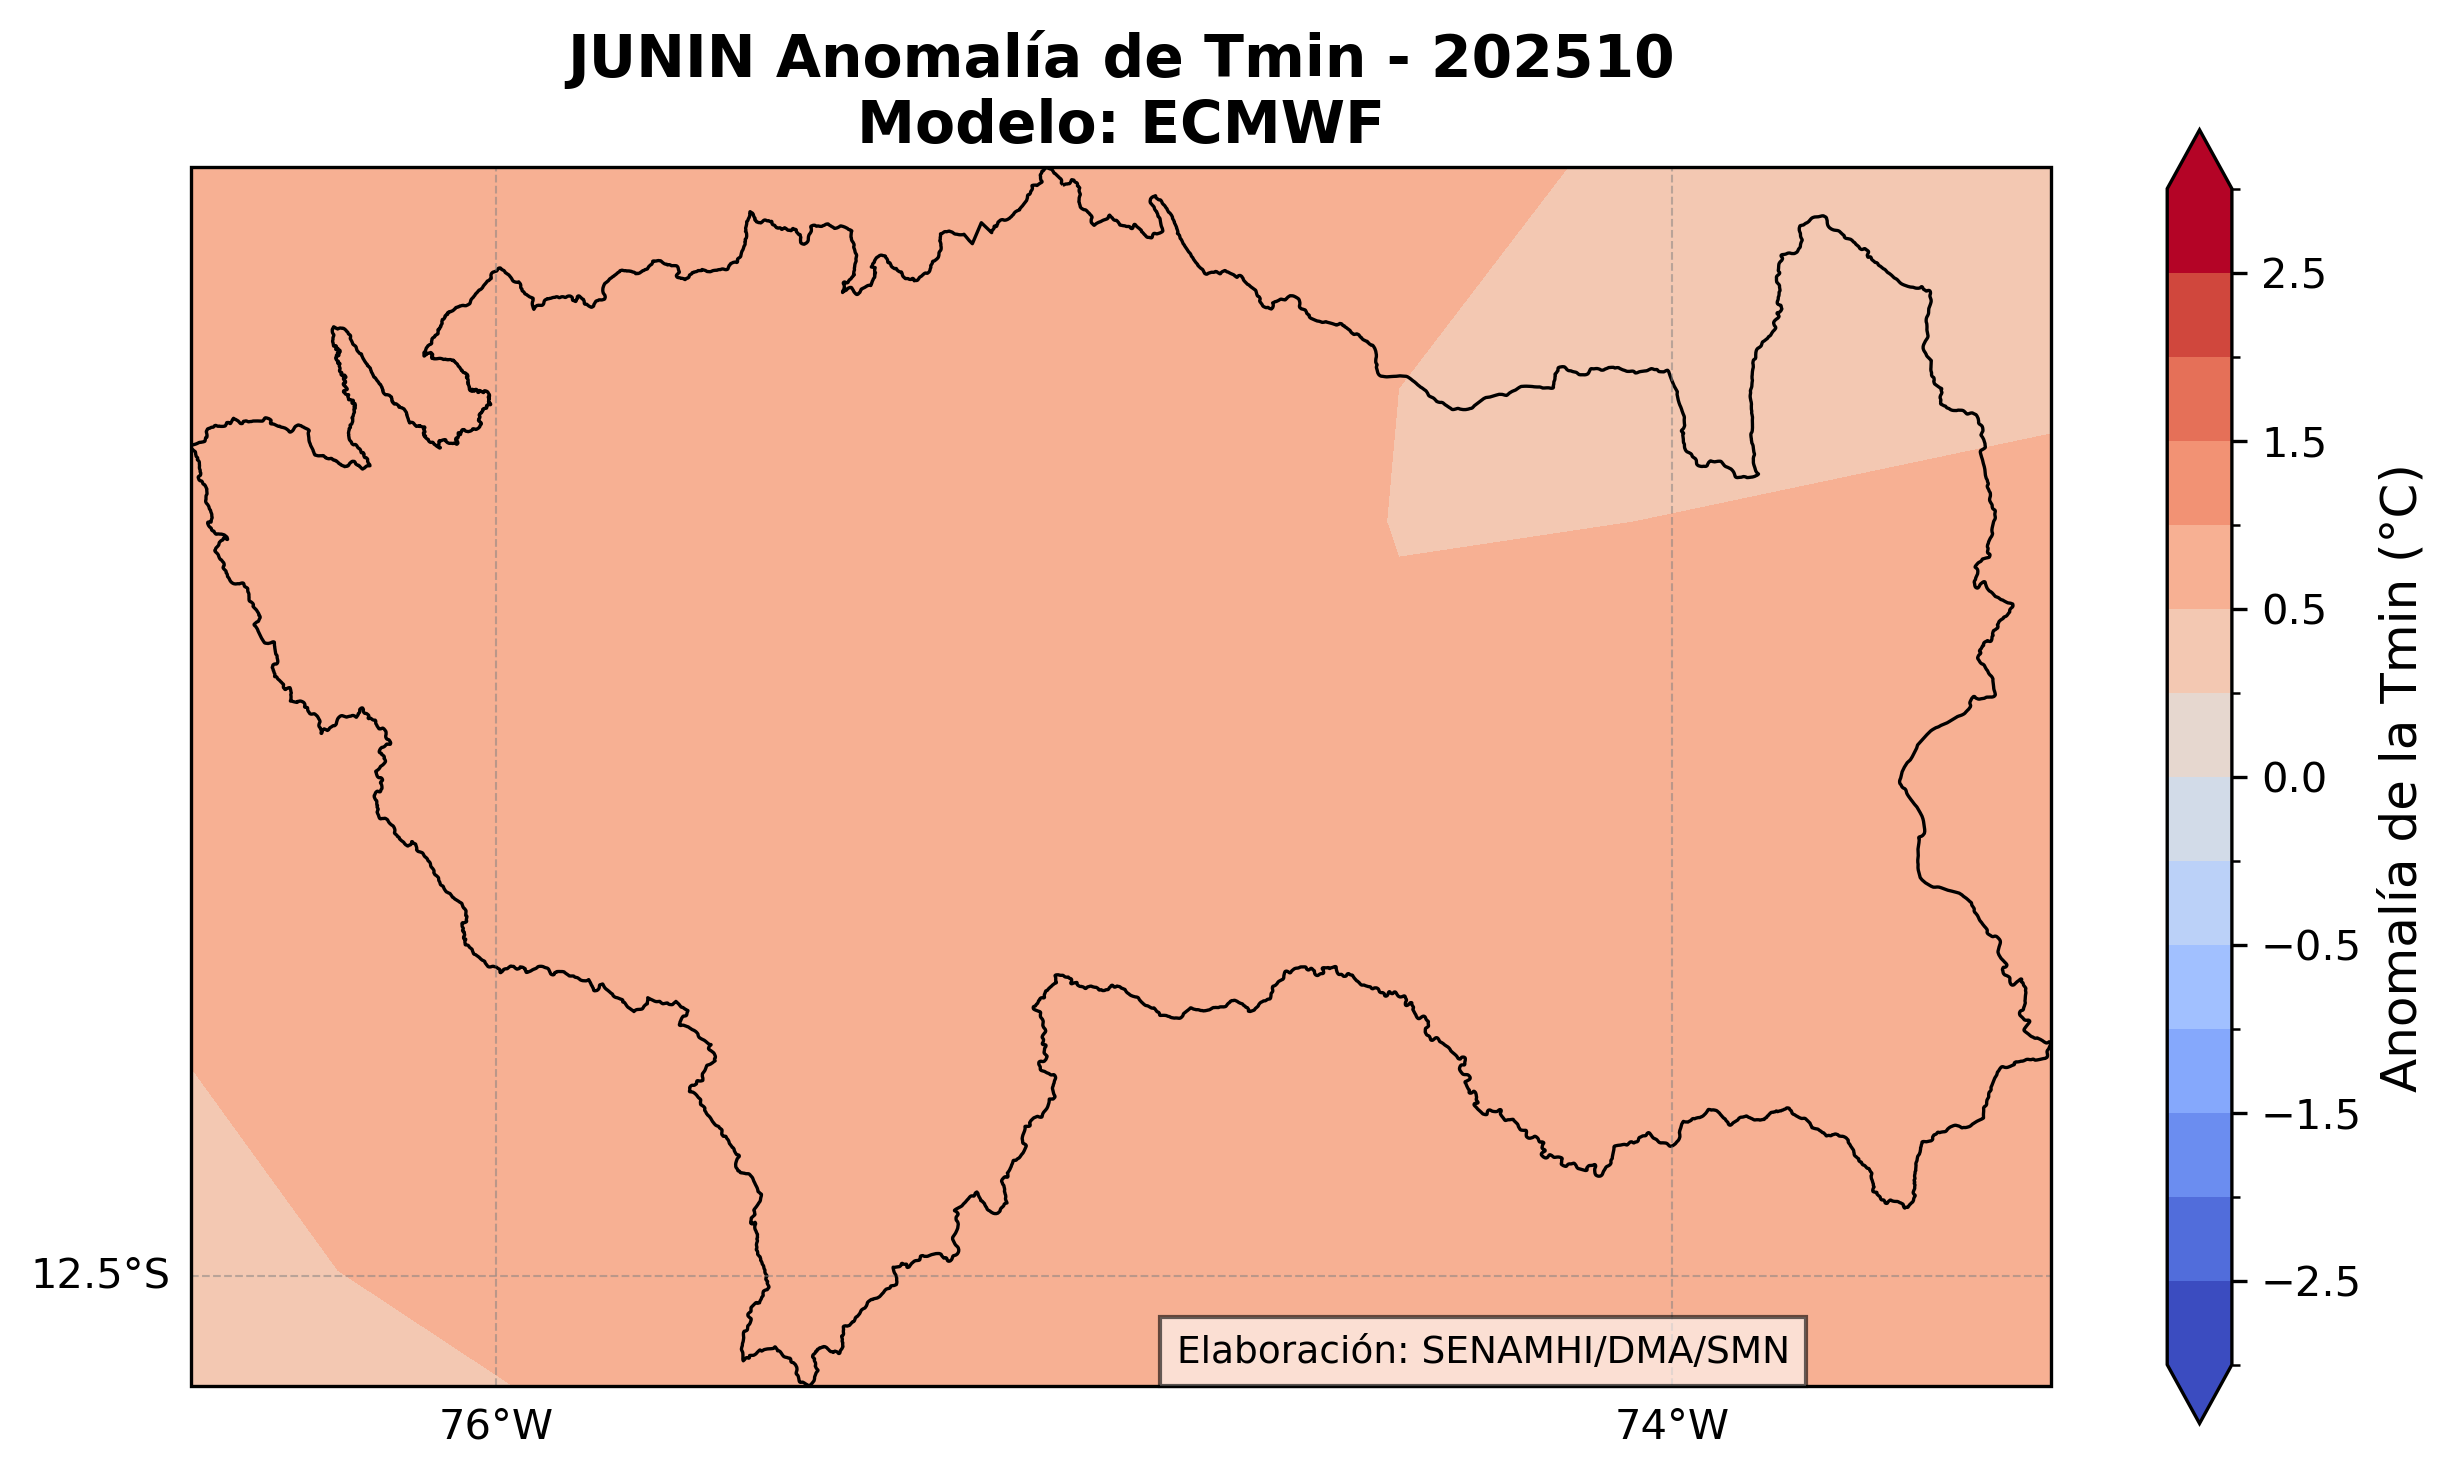 JUNIN Anomalía de Tmin - 202510
Modelo: ECMWF
2.5
1.5
0.5
0.0
−0.5
−1.5
−2.5
Anomalía de la Tmin (°C)
12.5°S
Elaboración: SENAMHI/DMA/SMN
76°W
74°W